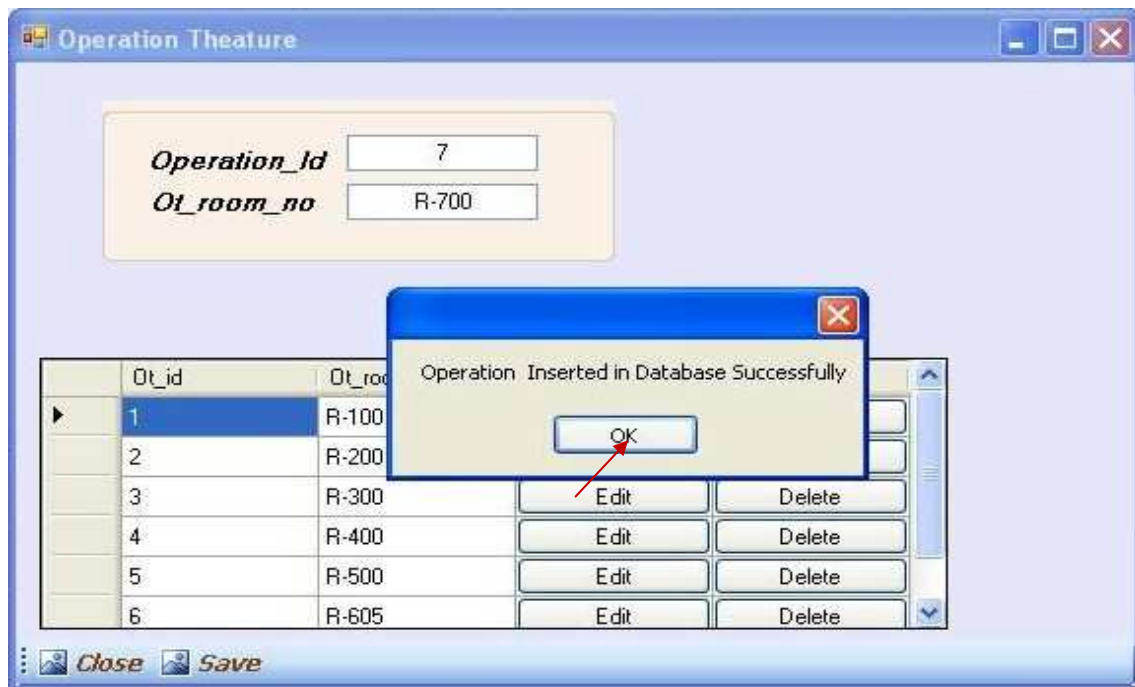 Operation Theature
Operation_Id 7
Ot_room_no R-700
Operation Inserted in Database Successfully
OK
Ot_id
1 R-100
2 R-200
3 R-300 Edit Delete
4 R-400 Edit Delete
5 R-500 Edit Delete
6 R-605 Edit Delete
Close Save